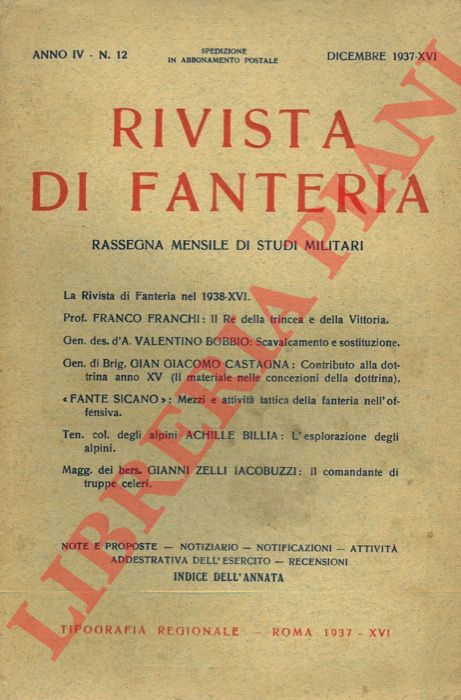 ANNO IV - N. 12
SPEDIZIONE
IN ABBONAMENTO POSTALE
DICEMBRE 1937-XVI
RIVISTA
DI FANTERIA
RASSEGNA MENSILE DI STUDI MILITARI
La Rivista di Fanteria nel 1938-XVI.
Prof. FRANCO FRANCHI: Il Re della trincea e della Vittoria.
Gen. des. d'A. VALENTINO BOBBIO: Scavalcamento e sostituzione.
Gen. di Brig. GIAN GIACOMO CASTAGNA: Contributo alla dot-
trina anno XV (Il materiale nelle concezioni della dottrina).
« FANTE SICANO »: Mezzi e attività tattica della fanteria nell'of-
fensiva.
Ten. col. degli alpini ACHILLE BILLIA: L'esplorazione degli
alpini.
Magg. dei bers. GIANNI ZELLI IACOBUZZI: Il comandante di
truppe celeri.
NOTE E PROPOSTE — NOTIZIARIO — NOTIFICAZIONI — ATTIVITÀ
ADDESTRATIVA DELL'ESERCITO — RECENSIONI
INDICE DELL'ANNATA
TIPOGRAFIA REGIONALE — ROMA 1937 - XVI
LIBRERIA PIANI